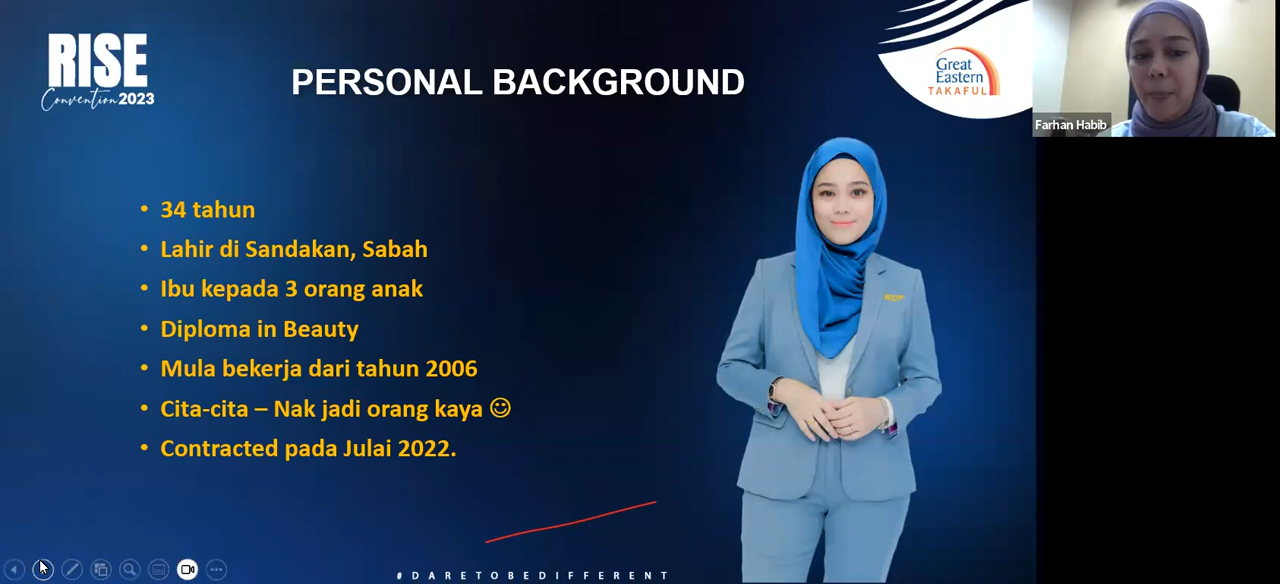 RISE
Convention 2023
PERSONAL BACKGROUND
Great
Eastern
TAKAFUL
Farhan Habib
• 34 tahun
• Lahir di Sandakan, Sabah
• Ibu kepada 3 orang anak
• Diploma in Beauty
• Mula bekerja dari tahun 2006
• Cita-cita – Nak jadi orang kaya ☺
• Contracted pada Julai 2022.
#DARETOBEDIFFERENT